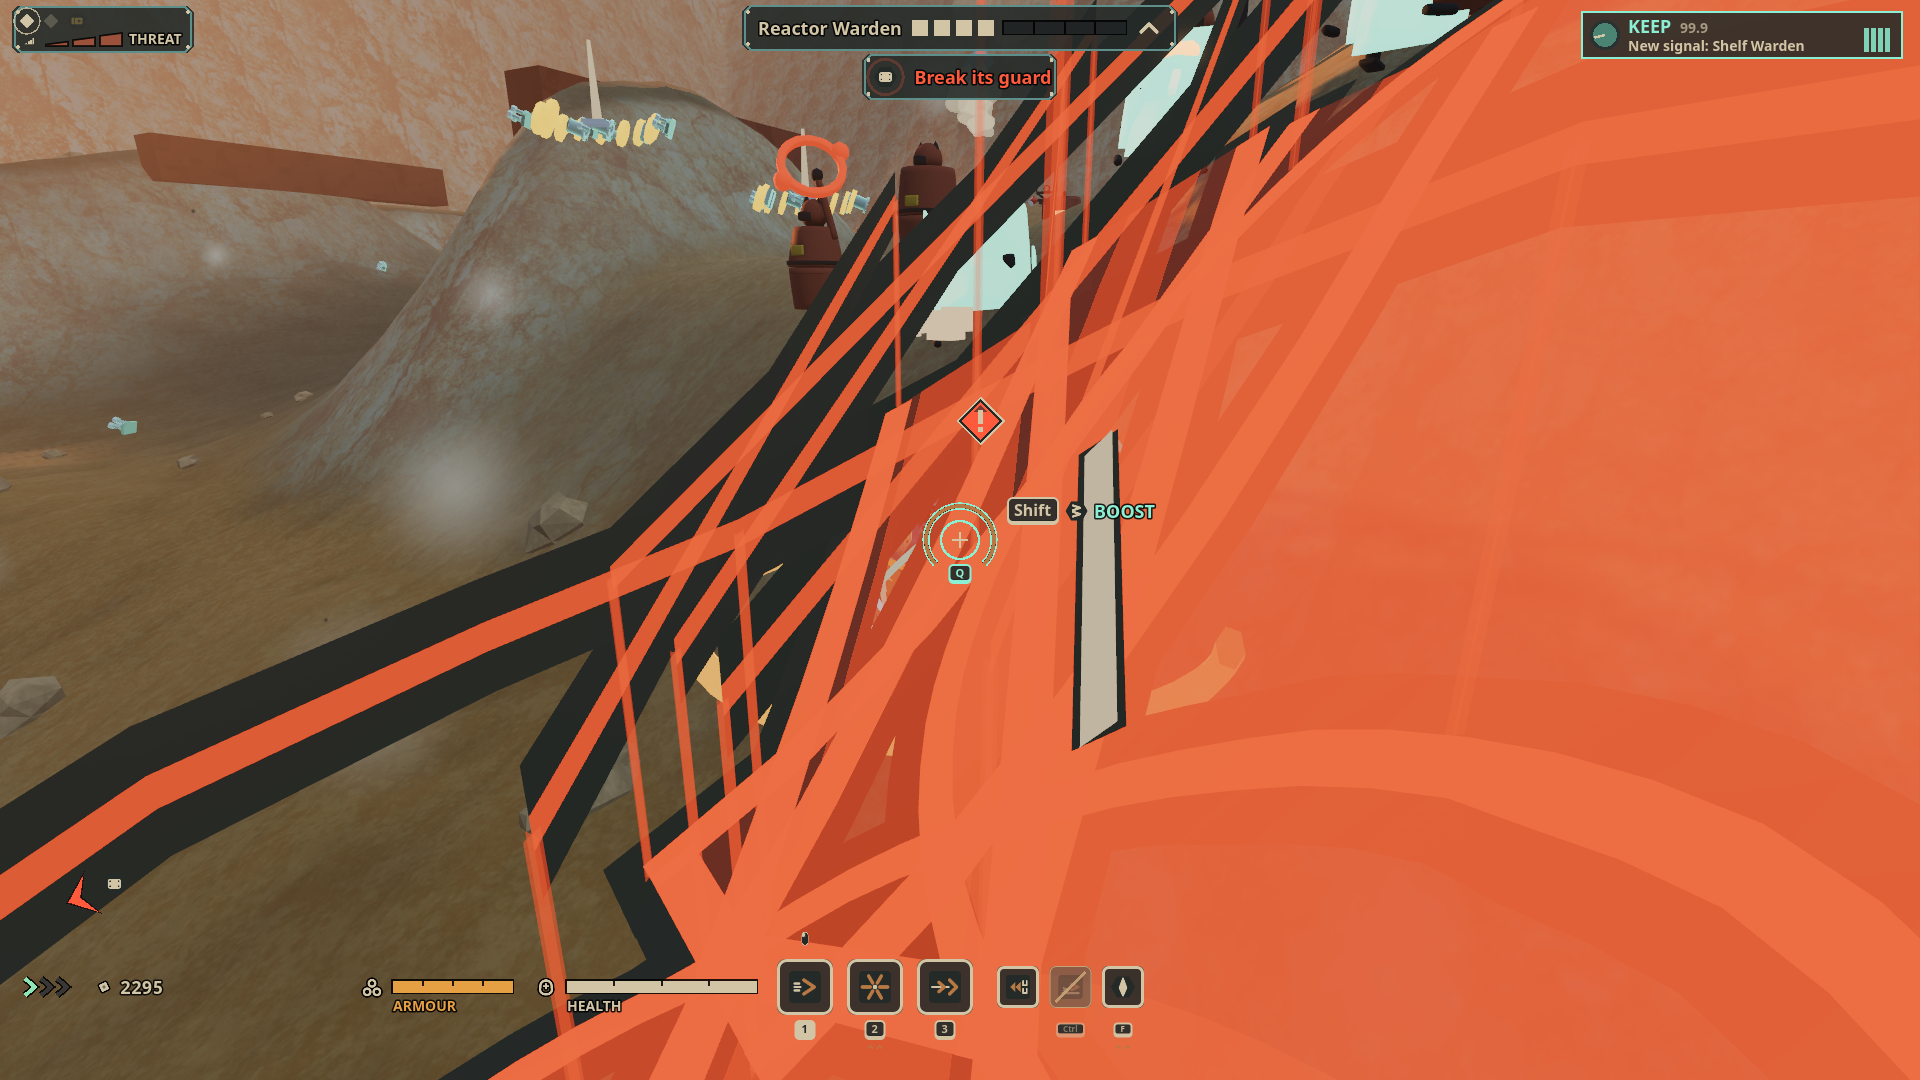 THREAT
Reactor Warden
Break its guard
KEEP 99.9
New signal: Shelf Warden
Shift W BOOST
Q
2295
ARMOUR
HEALTH
1
2
3
Ctrl
F